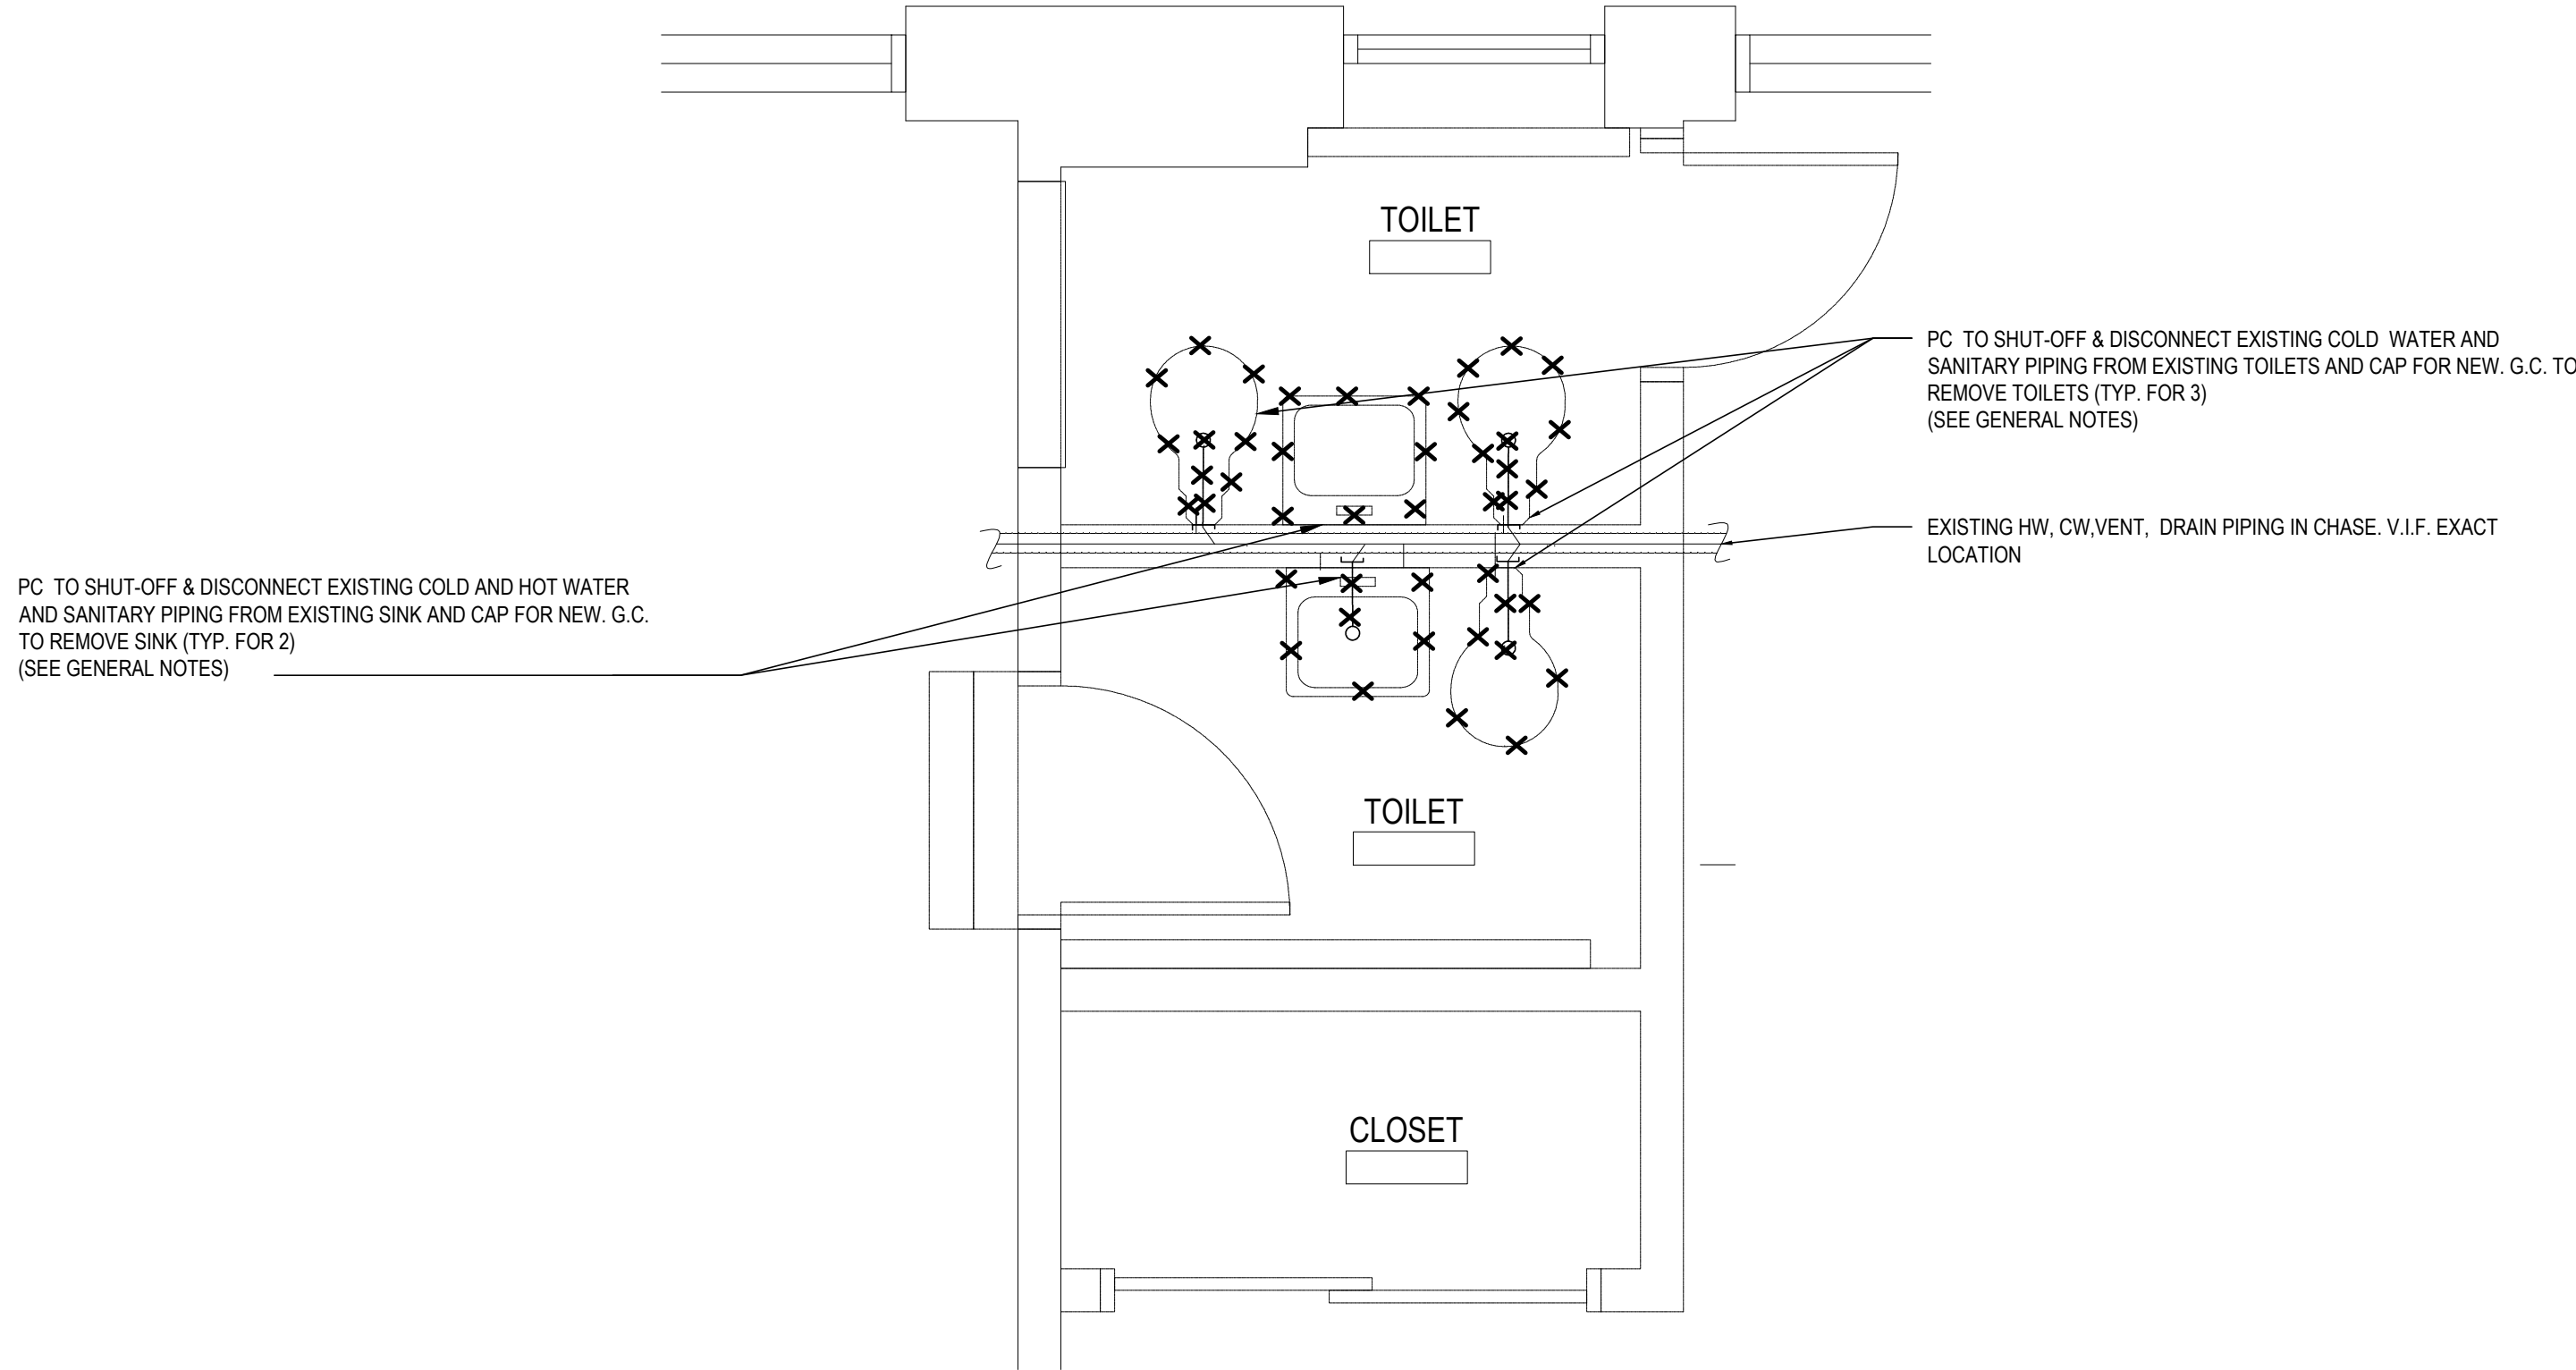 TOILET
PC TO SHUT-OFF & DISCONNECT EXISTING COLD WATER AND
SANITARY PIPING FROM EXISTING TOILETS AND CAP FOR NEW. G.C. TO
REMOVE TOILETS (TYP. FOR 3)
(SEE GENERAL NOTES)
EXISTING HW, CW,VENT, DRAIN PIPING IN CHASE. V.I.F. EXACT
LOCATION
PC TO SHUT-OFF & DISCONNECT EXISTING COLD AND HOT WATER
AND SANITARY PIPING FROM EXISTING SINK AND CAP FOR NEW. G.C.
TO REMOVE SINK (TYP. FOR 2)
(SEE GENERAL NOTES)
TOILET
CLOSET